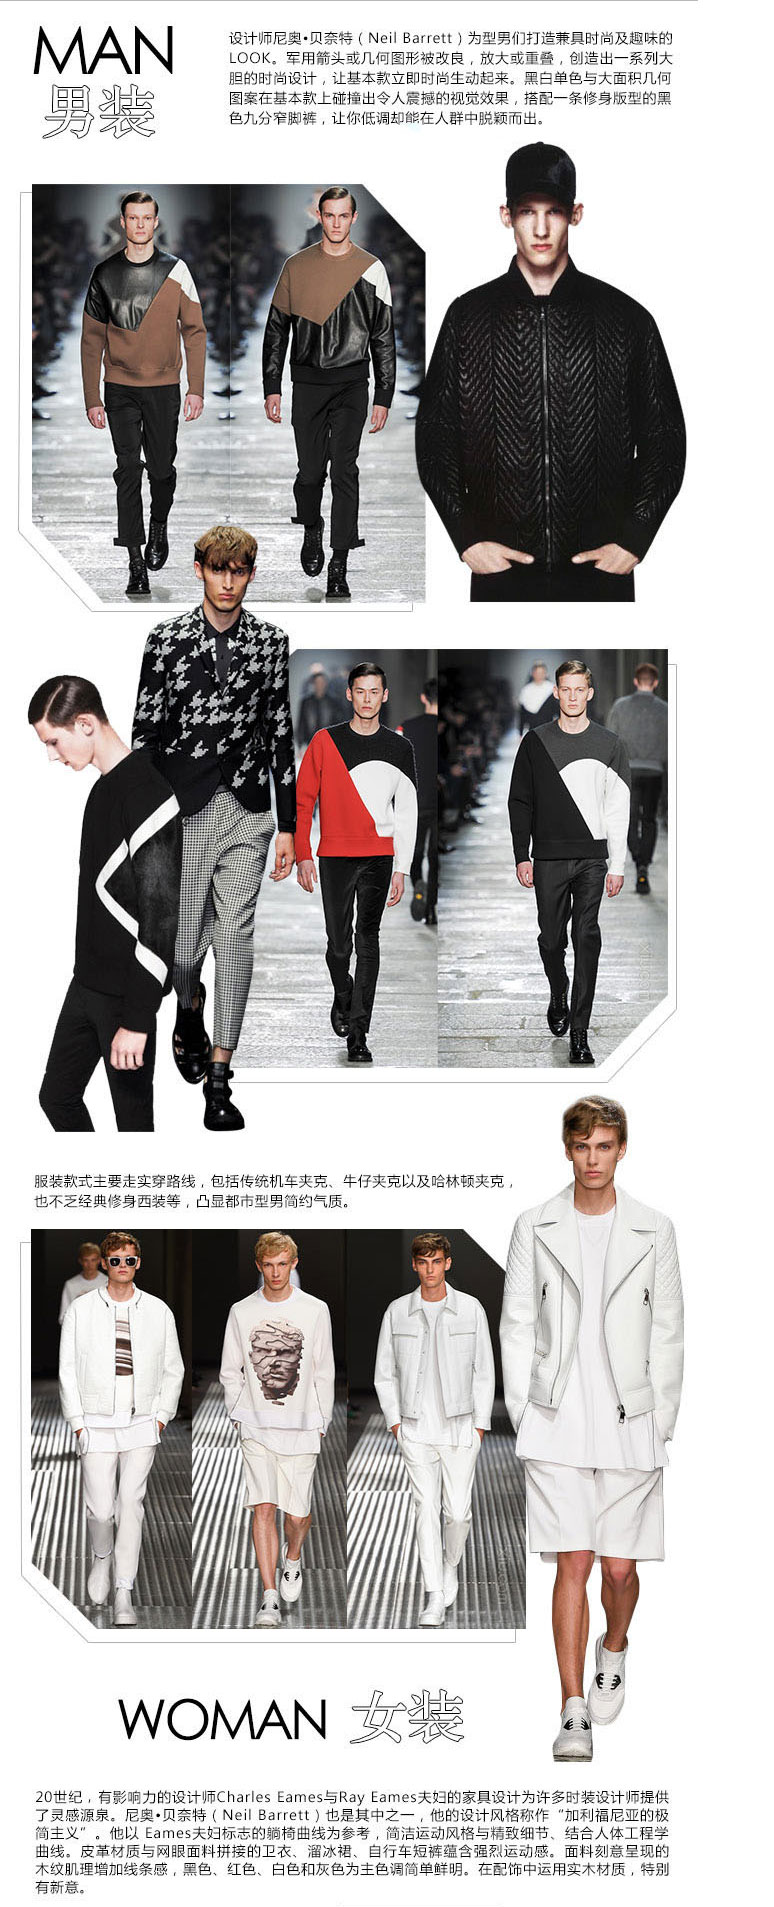 MAN
男装
设计师尼奥•贝奈特（Neil Barrett）为型男们打造兼具时尚及趣味的
LOOK。军用箭头或几何图形被改良，放大或重叠，创造出一系列大
胆的时尚设计，让基本款立即时尚生动起来。黑白单色与大面积几何
图案在基本款上碰撞出令人震撼的视觉效果，搭配一条修身版型的黑
色九分窄脚裤，让你低调却能在人群中脱颖而出。
服装款式主要走实穿路线，包括传统机车夹克、牛仔夹克以及哈林顿夹克，
也不乏经典修身西装等，凸显都市型男简约气质。
WOMAN 女装
20世纪，有影响力的设计师Charles Eames与Ray Eames夫妇的家具设计为许多时装设计师提供
了灵感源泉。尼奥•贝奈特（Neil Barrett）也是其中之一，他的设计风格称作“加利福尼亚的极
简主义”。他以 Eames夫妇标志的躺椅曲线为参考，简洁运动风格与精致细节、结合人体工程学
曲线。皮革材质与网眼面料拼接的卫衣、溜冰裙、自行车短裤蕴含强烈运动感。面料刻意呈现的
木纹肌理增加线条感，黑色、红色、白色和灰色为主色调简单鲜明。在配饰中运用实木材质，特别
有新意。